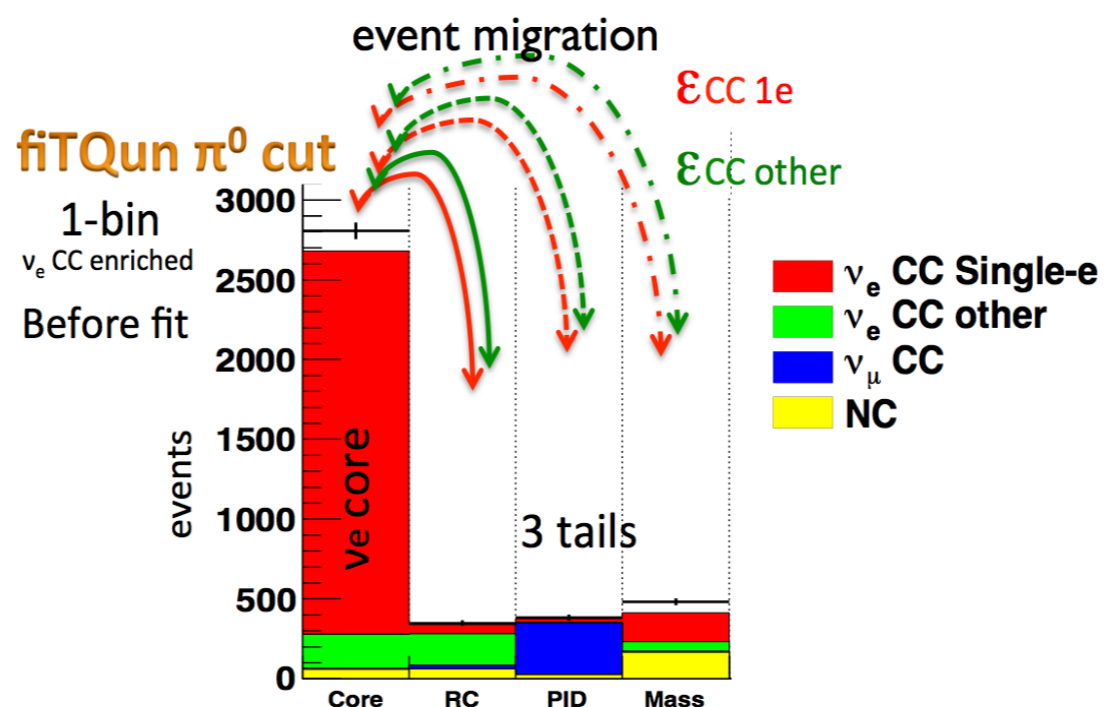 event migration
εCC 1e
εCC other
fiTQun π⁰ cut
1-bin
νe CC enriched
Before fit
3000
2500
2000
1500
1000
500
0
events
νe core
3 tails
νe CC Single-e
νe CC other
νμ CC
NC
Core RC PID Mass